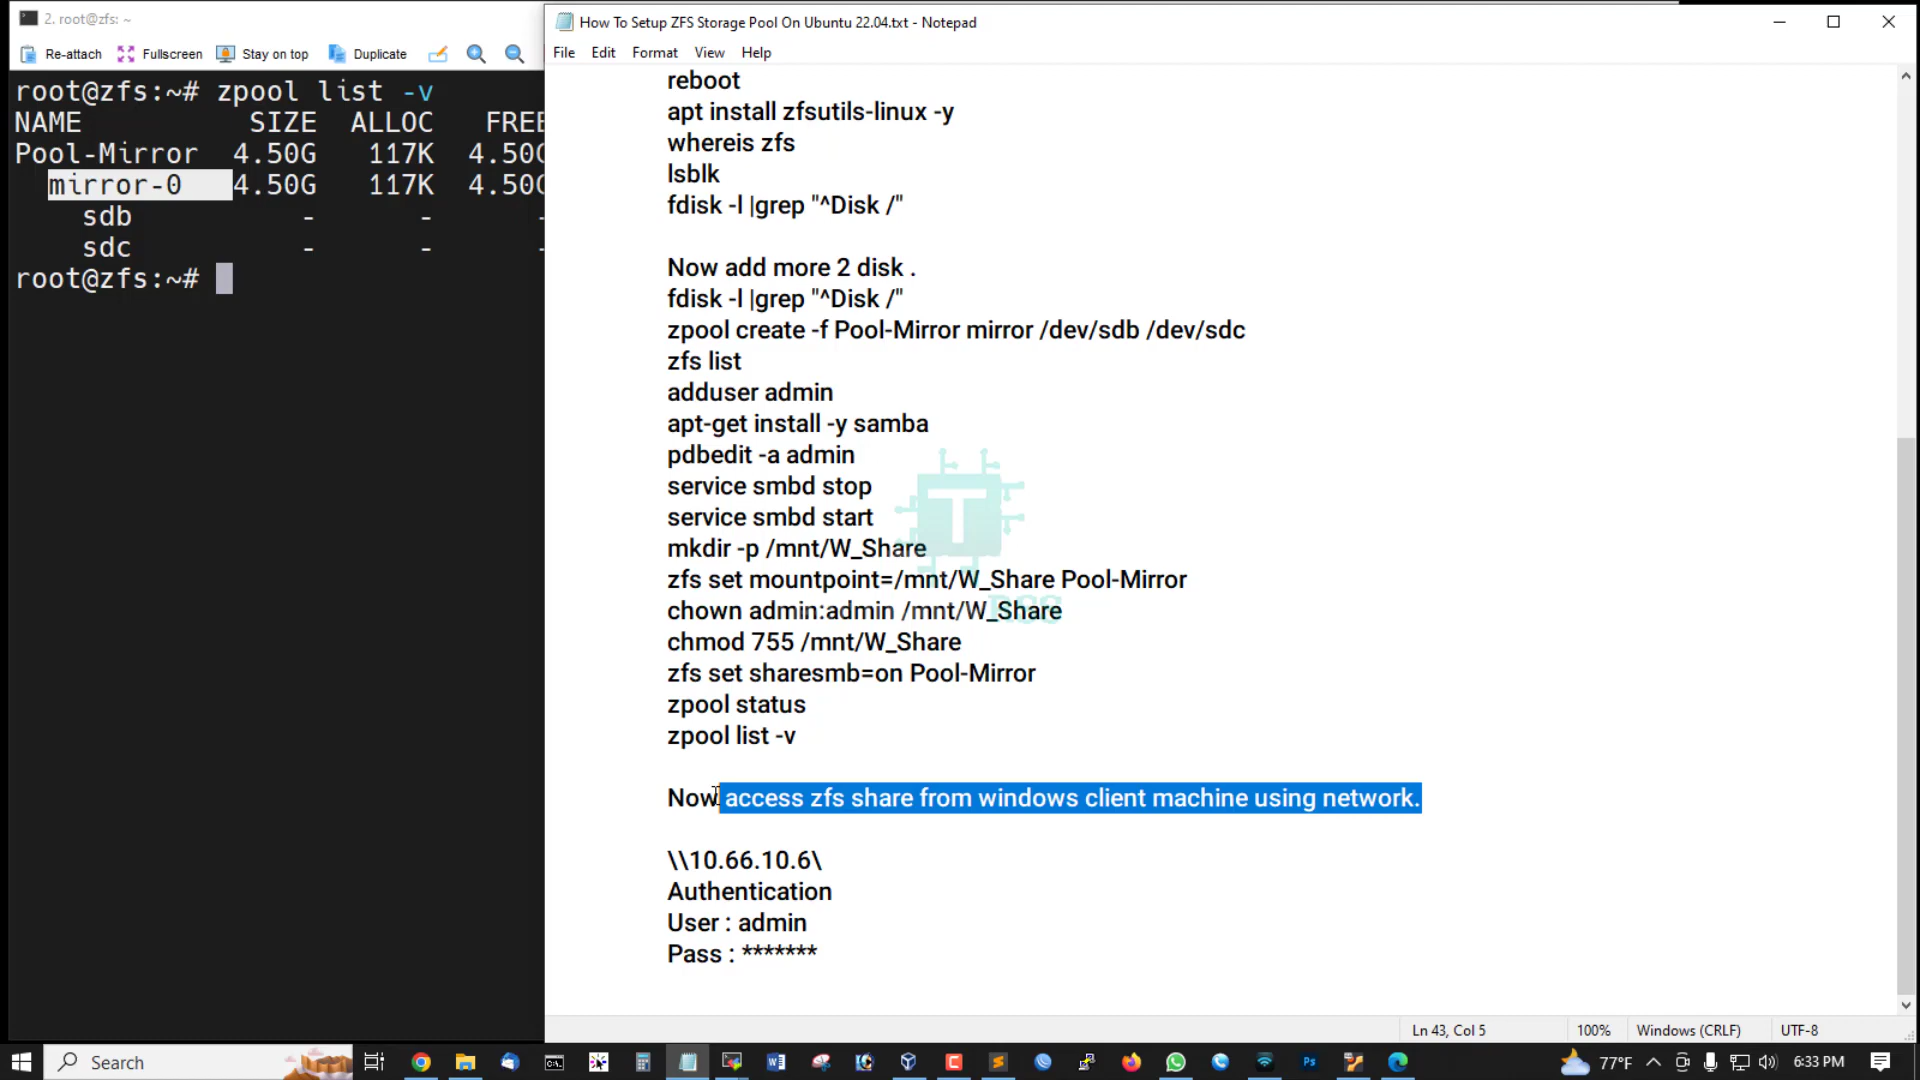 2. root@zfs: ~
Re-attach Fullscreen Stay on top Duplicate
root@zfs:~# zpool list -v
NAME SIZE ALLOC FREE
Pool-Mirror 4.50G 117K 4.50G
mirror-0 4.50G 117K 4.50G
sdb - - -
sdc - - -
root@zfs:~#
How To Setup ZFS Storage Pool On Ubuntu 22.04.txt - Notepad
File Edit Format View Help
reboot
apt install zfsutils-linux -y
whereis zfs
lsblk
fdisk -l |grep "^Disk /"
Now add more 2 disk .
fdisk -l |grep "^Disk /"
zpool create -f Pool-Mirror mirror /dev/sdb /dev/sdc
zfs list
adduser admin
apt-get install -y samba
pdbedit -a admin
service smbd stop
service smbd start
mkdir -p /mnt/W_Share
zfs set mountpoint=/mnt/W_Share Pool-Mirror
chown admin:admin /mnt/W_Share
chmod 755 /mnt/W_Share
zfs set sharesmb=on Pool-Mirror
zpool status
zpool list -v
Now access zfs share from windows client machine using network.
\\10.66.10.6\
Authentication
User : admin
Pass : *******
Ln 43, Col 5 100% Windows (CRLF) UTF-8
Search 77°F 6:33 PM